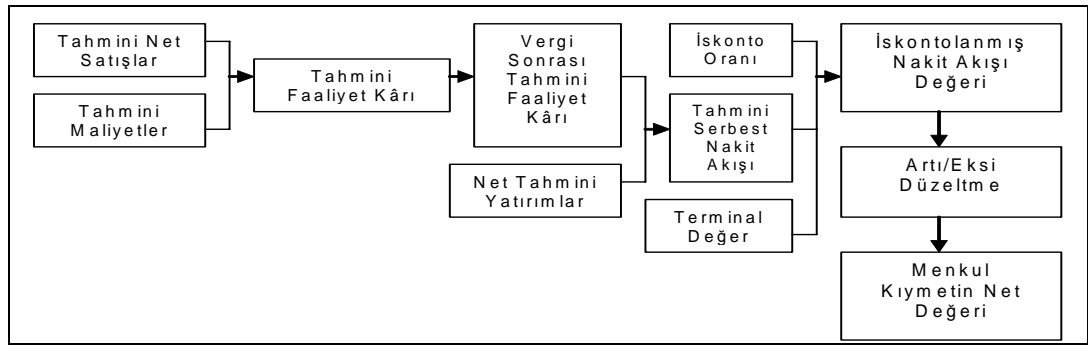 Tahmini Net
Satışlar
Tahmini
Maliyetler
Tahmini
Faaliyet Kârı
Vergi
Sonrası
Tahmini
Faaliyet
Kârı
Net Tahmini
Yatırımlar
İskonto
Oranı
Tahmini
Serbest
Nakit
Akışı
Terminal
Değer
İskontolanmış
Nakit Akışı
Değeri
Artı/Eksi
Düzeltme
Menkul
Kıymetin Net
Değeri